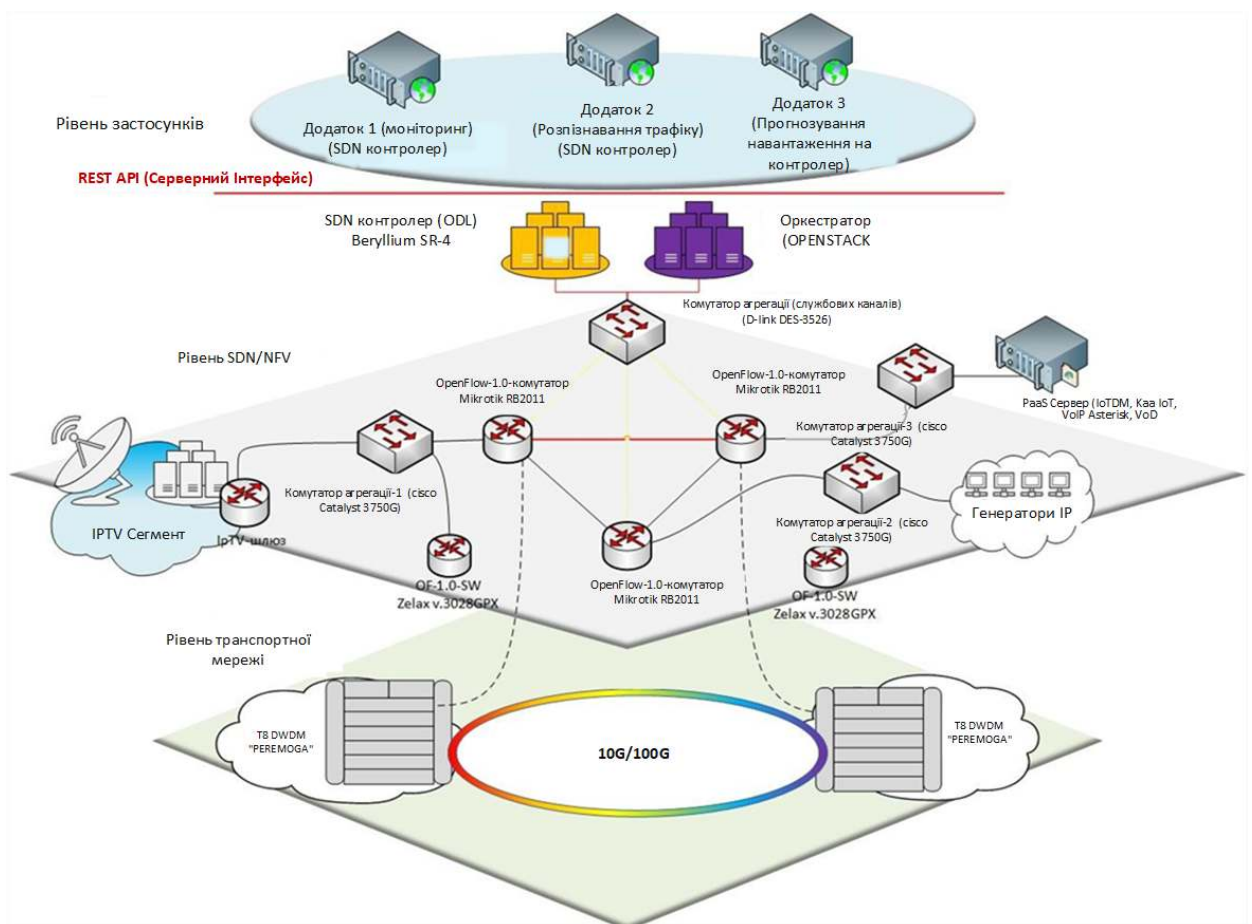 Рівень застосунків
Додаток 1 (моніторинг)
(SDN контролер)
Додаток 2
(Розпізнавання трафіку)
(SDN контролер)
Додаток 3
(Прогнозування
навантаження на
контролер)
REST API (Серверний Інтерфейс)
SDN контролер (ODL)
Beryllium SR-4
Оркестратор
(OPENSTACK
Комутатор агрегації (службових каналів)
(D-link DES-3526)
Рівень SDN/NFV
OpenFlow-1.0-комутатор
Mikrotik RB2011
OpenFlow-1.0-комутатор
Mikrotik RB2011
PaaS Сервер (IoTDM, Kaa IoT,
VoIP Asterisk, VoD
Комутатор агрегації-3 (cisco
Catalyst 3750G)
Комутатор агрегації-1 (cisco
Catalyst 3750G)
IPTV Сегмент
IpTV-шлюз
Генератори IP
Комутатор агрегації-2 (cisco
Catalyst 3750G)
OF-1.0-SW
Zelax v.3028GPX
OpenFlow-1.0-комутатор
Mikrotik RB2011
OF-1.0-SW
Zelax v.3028GPX
Рівень транспортної
мережі
T8 DWDM
"PEREMOGA"
10G/100G
T8 DWDM
"PEREMOGA"